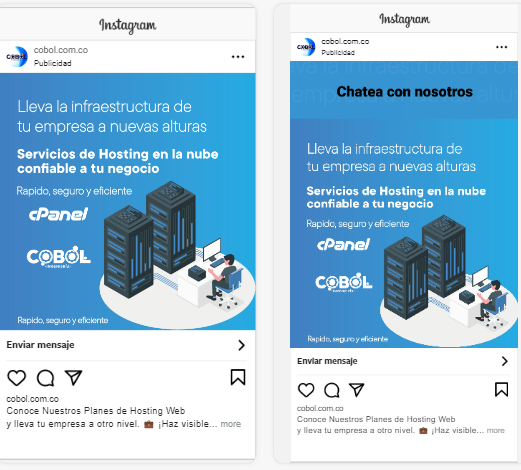 Instagram
COBOL
cobol.com.co
Publicidad
Lleva la infraestructura de
tu empresa a nuevas alturas
Servicios de Hosting en la nube
confiable a tu negocio
Rapido, seguro y eficiente
cPanel
COBOL
Rapido, seguro y eficiente
Enviar mensaje
cobol.com.co
Conoce Nuestros Planes de Hosting Web
y lleva tu empresa a otro nivel. 💼 ¡Haz visible... more
Instagram
COBOL
cobol.com.co
Publicidad
Chatea con nosotros
Lleva la infraestructura de
tu empresa a nuevas alturas
Servicios de Hosting en la nube
confiable a tu negocio
Rapido, seguro y eficiente
cPanel
COBOL
Rapido, seguro y eficiente
Enviar mensaje
cobol.com.co
Conoce Nuestros Planes de Hosting Web
y lleva tu empresa a otro nivel. 💼 ¡Haz visible... more